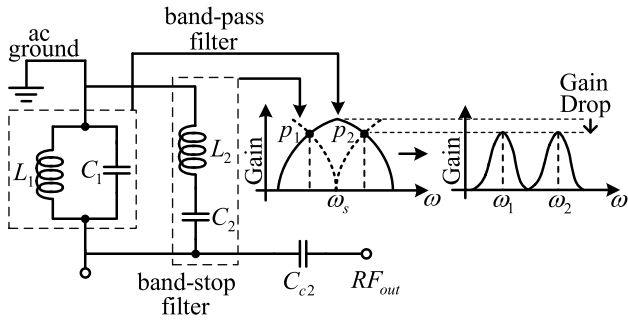 ac
ground
band-pass
filter
L1
C1
L2
C2
band-stop
filter
Cc2
RFout
Gain
p1
p2
ωs
ω
Gain
Gain
Drop
ω1
ω2
ω